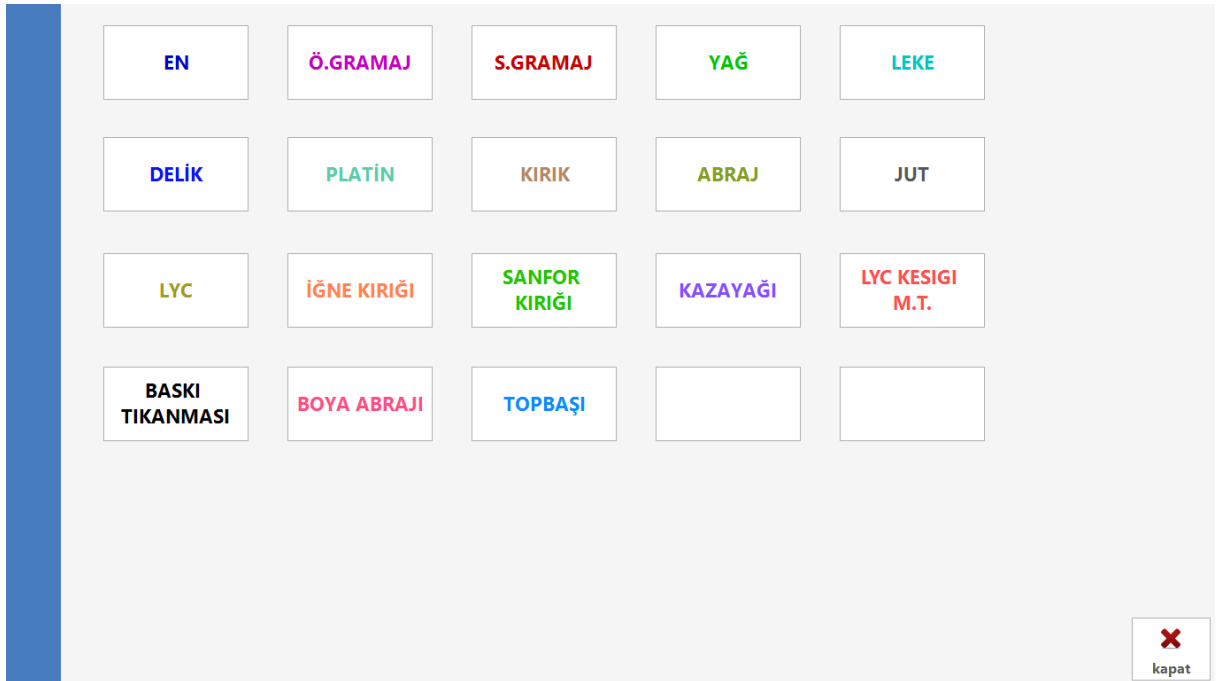 EN
Ö.GRAMAJ
S.GRAMAJ
YAĞ
LEKE
DELİK
PLATİN
KIRIK
ABRAJ
JUT
LYC
İĞNE KIRIĞI
SANFOR
KIRIĞI
KAZAYAĞI
LYC KESIGI
M.T.
BASKI
TIKANMASI
BOYA ABRAJI
TOPBAŞI
kapat